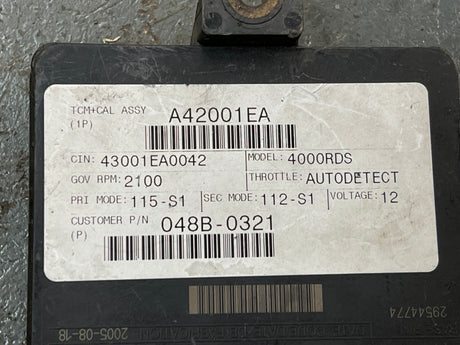 TCM+CAL ASSY
(1P)
A42001EA
CIN: 43001EA0042
MODEL: 4000RDS
GOV RPM: 2100
THROTTLE: AUTODETECT
PRI MODE: 115-S1
SEC MODE: 112-S1
VOLTAGE: 12
CUSTOMER P/N
(P)
048B-0321
29544774
2005-08-18